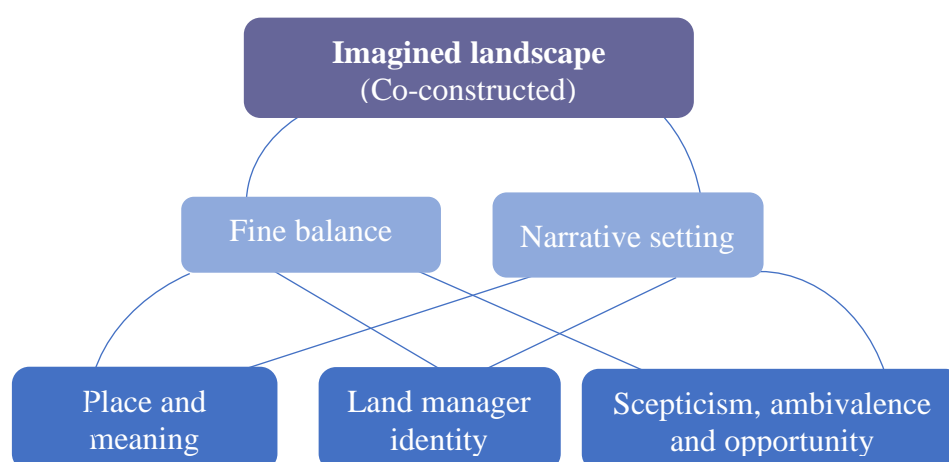 Imagined landscape
(Co-constructed)
Fine balance
Narrative setting
Place and
meaning
Land manager
identity
Scepticism, ambivalence
and opportunity